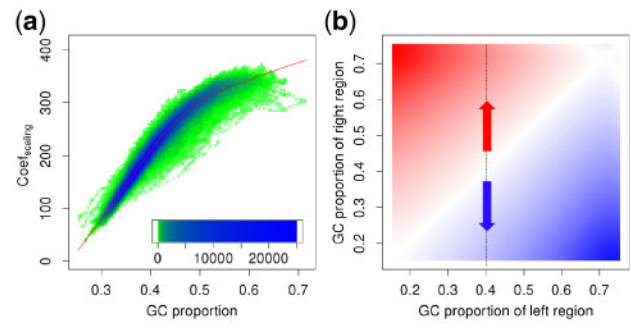 (a)
Coef scaling
400
300
200
100
0
0 10000 20000
0.3 0.4 0.5 0.6 0.7
GC proportion
(b)
GC proportion of right region
0.7
0.6
0.5
0.4
0.3
0.2
0.2 0.3 0.4 0.5 0.6 0.7
GC proportion of left region